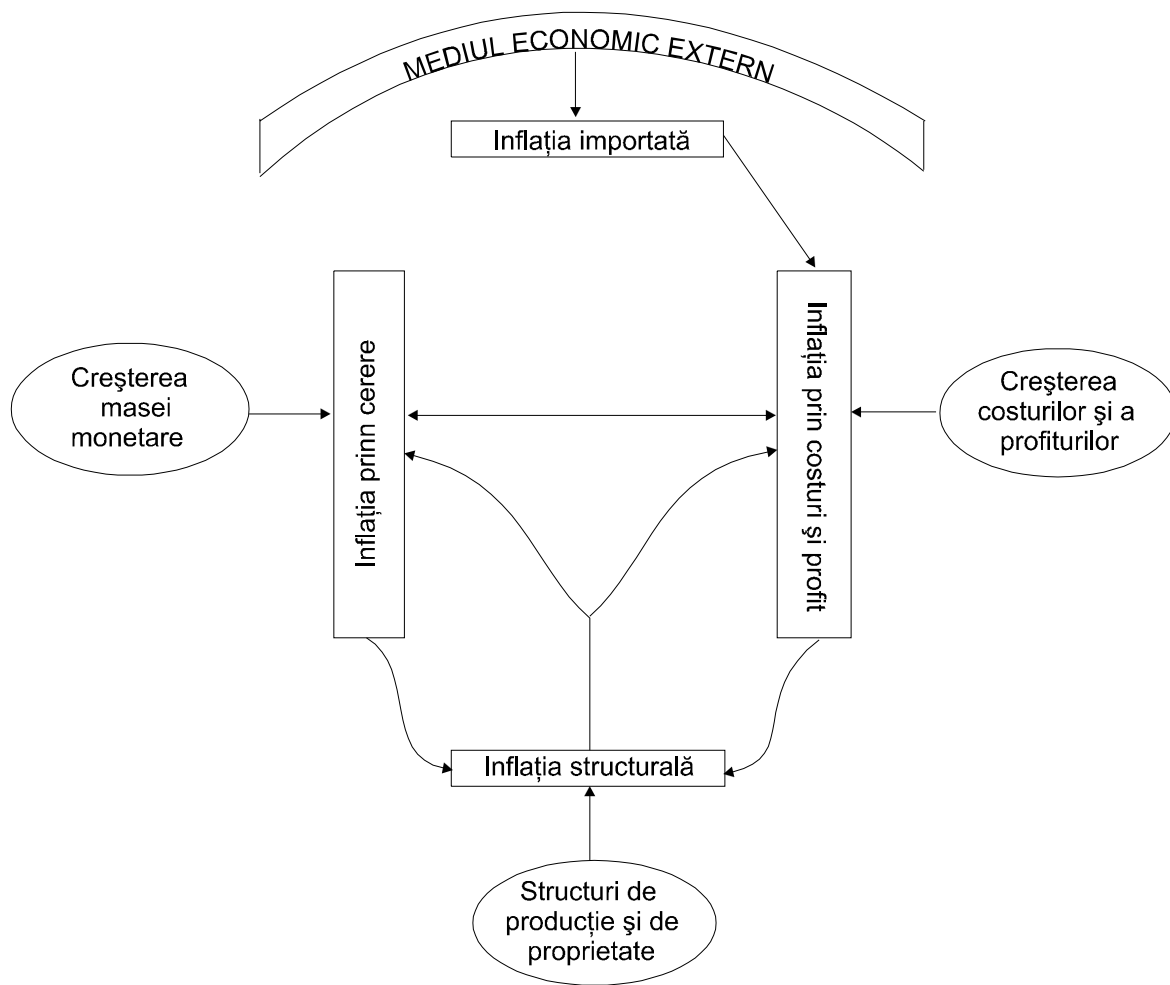 MEDIUL ECONOMIC EXTERN
Inflația importată
Inflația prinn cerere
Inflația prin costuri şi profit
Creşterea
masei
monetare
Creşterea
costurilor şi a
profiturilor
Inflația structurală
Structuri de
producție şi de
proprietate